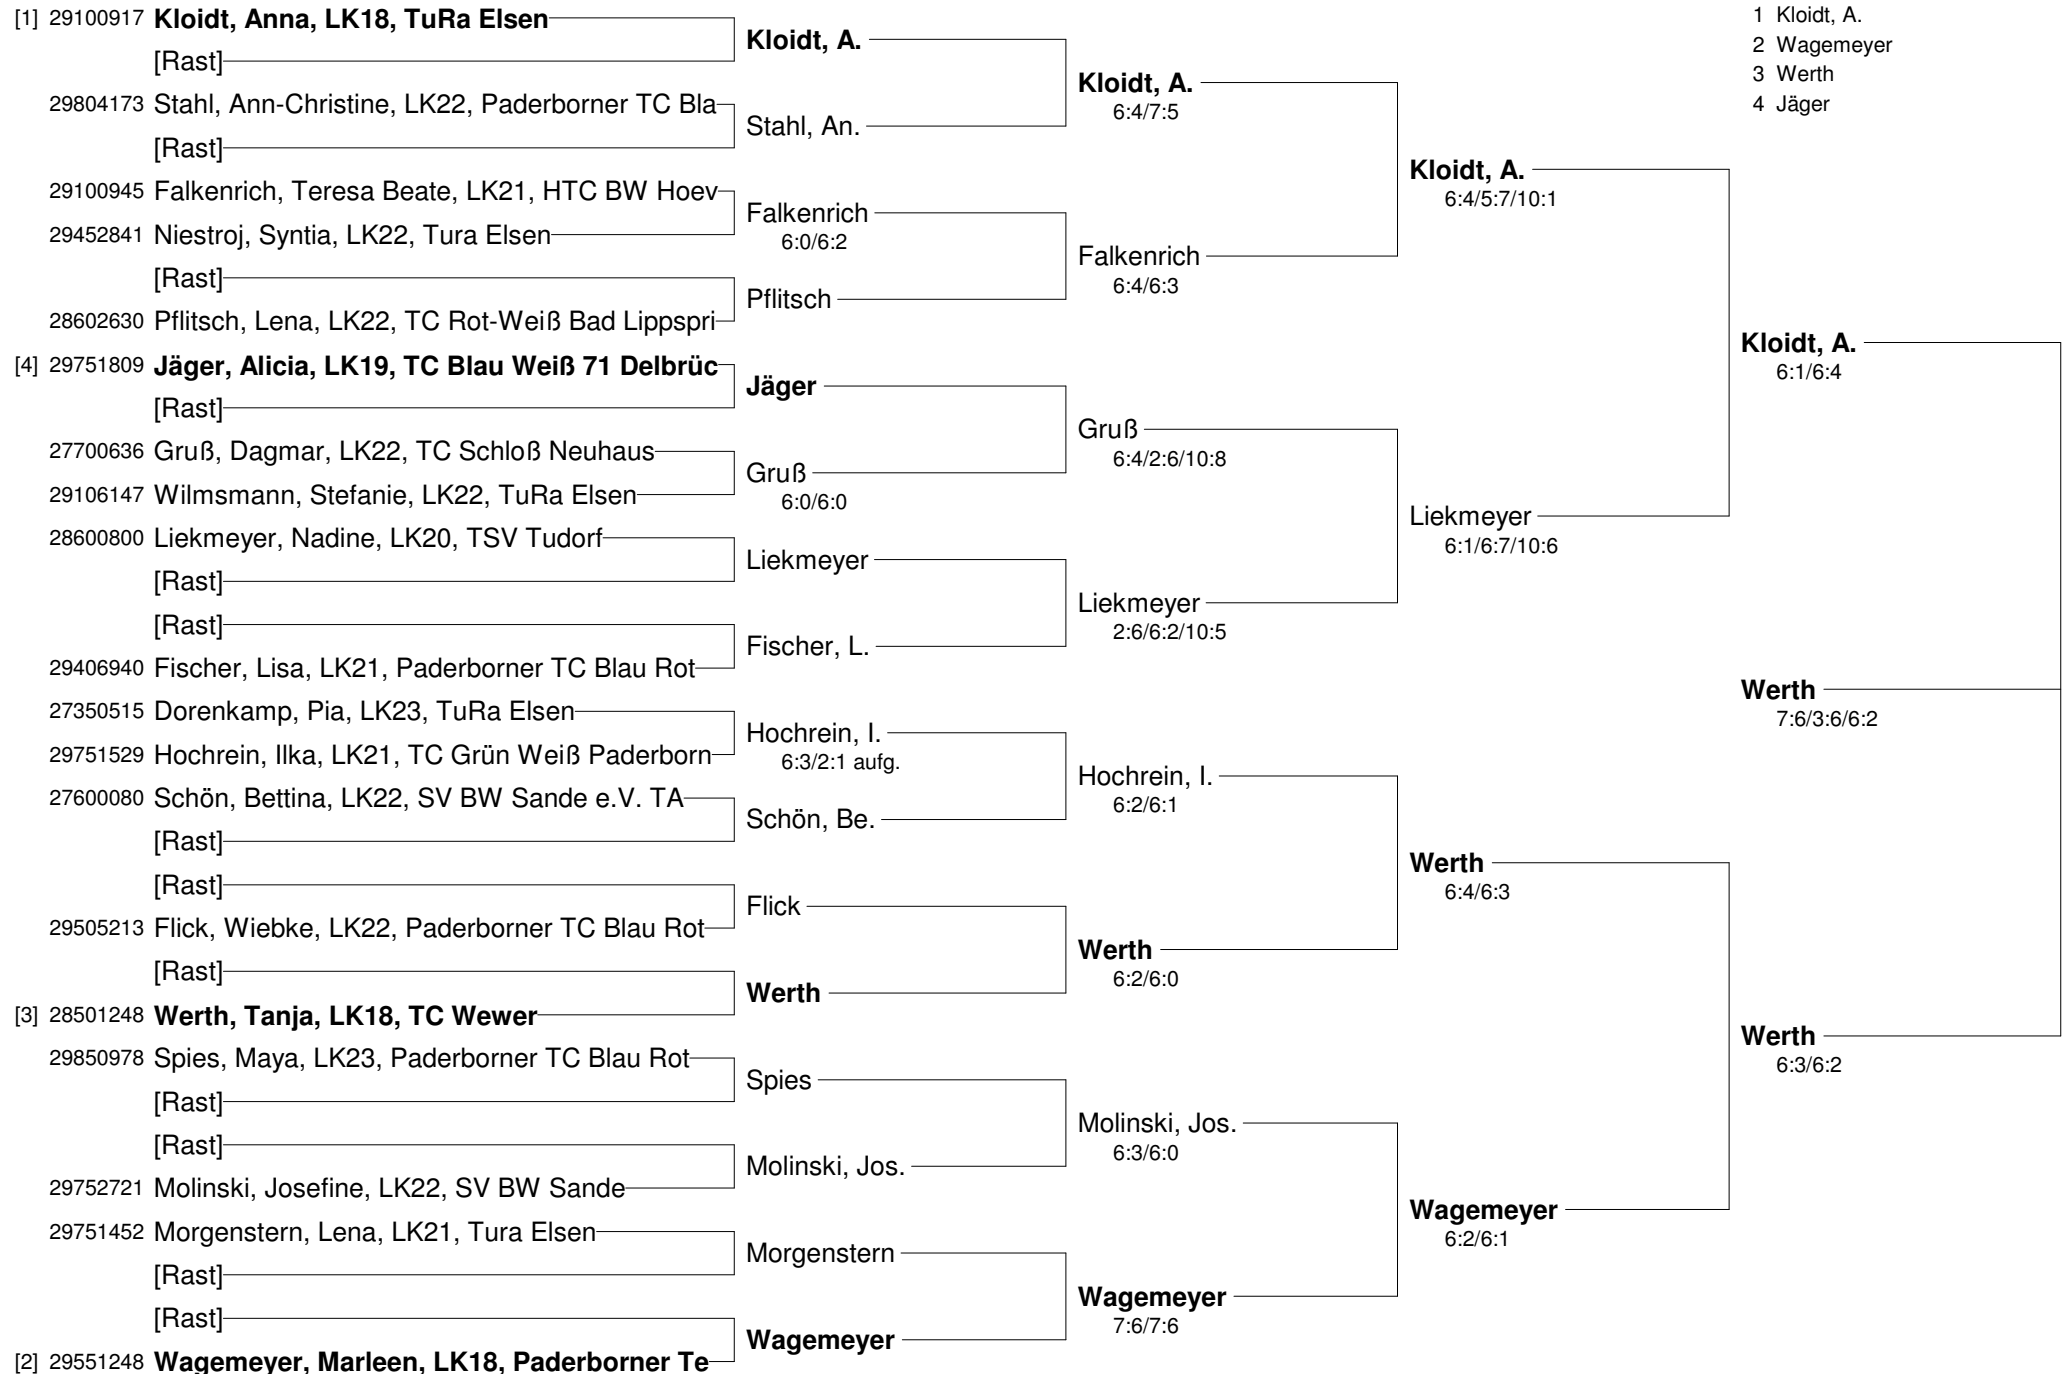 [1] 29100917 Kloidt, Anna, LK18, TuRa Elsen
[Rast]
29804173 Stahl, Ann-Christine, LK22, Paderborner TC Bla
[Rast]
29100945 Falkenrich, Teresa Beate, LK21, HTC BW Hoev
29452841 Niestroj, Syntia, LK22, Tura Elsen
[Rast]
28602630 Pflitsch, Lena, LK22, TC Rot-Weiß Bad Lippspri
[4] 29751809 Jäger, Alicia, LK19, TC Blau Weiß 71 Delbrüc
[Rast]
27700636 Gruß, Dagmar, LK22, TC Schloß Neuhaus
29106147 Wilmsmann, Stefanie, LK22, TuRa Elsen
28600800 Liekmeyer, Nadine, LK20, TSV Tudorf
[Rast]
[Rast]
29406940 Fischer, Lisa, LK21, Paderborner TC Blau Rot
27350515 Dorenkamp, Pia, LK23, TuRa Elsen
29751529 Hochrein, Ilka, LK21, TC Grün Weiß Paderborn
27600080 Schön, Bettina, LK22, SV BW Sande e.V. TA
[Rast]
[Rast]
29505213 Flick, Wiebke, LK22, Paderborner TC Blau Rot
[Rast]
[3] 28501248 Werth, Tanja, LK18, TC Wewer
29850978 Spies, Maya, LK23, Paderborner TC Blau Rot
[Rast]
[Rast]
29752721 Molinski, Josefine, LK22, SV BW Sande
29751452 Morgenstern, Lena, LK21, Tura Elsen
[Rast]
[Rast]
[2] 29551248 Wagemeyer, Marleen, LK18, Paderborner Te
Kloidt, A.
Stahl, An.
Falkenrich
6:0/6:2
Pflitsch
Jäger
Gruß
6:0/6:0
Liekmeyer
Fischer, L.
Hochrein, I.
6:3/2:1 aufg.
Schön, Be.
Flick
Werth
Spies
Molinski, Jos.
Morgenstern
Wagemeyer
Kloidt, A.
6:4/7:5
Falkenrich
6:4/6:3
Gruß
6:4/2:6/10:8
Liekmeyer
2:6/6:2/10:5
Hochrein, I.
6:2/6:1
Werth
6:2/6:0
Molinski, Jos.
6:3/6:0
Wagemeyer
7:6/7:6
Kloidt, A.
6:4/5:7/10:1
Liekmeyer
6:1/6:7/10:6
Werth
6:4/6:3
Wagemeyer
6:2/6:1
1 Kloidt, A.
2 Wagemeyer
3 Werth
4 Jäger
Kloidt, A.
6:1/6:4
Werth
7:6/3:6/6:2
Werth
6:3/6:2